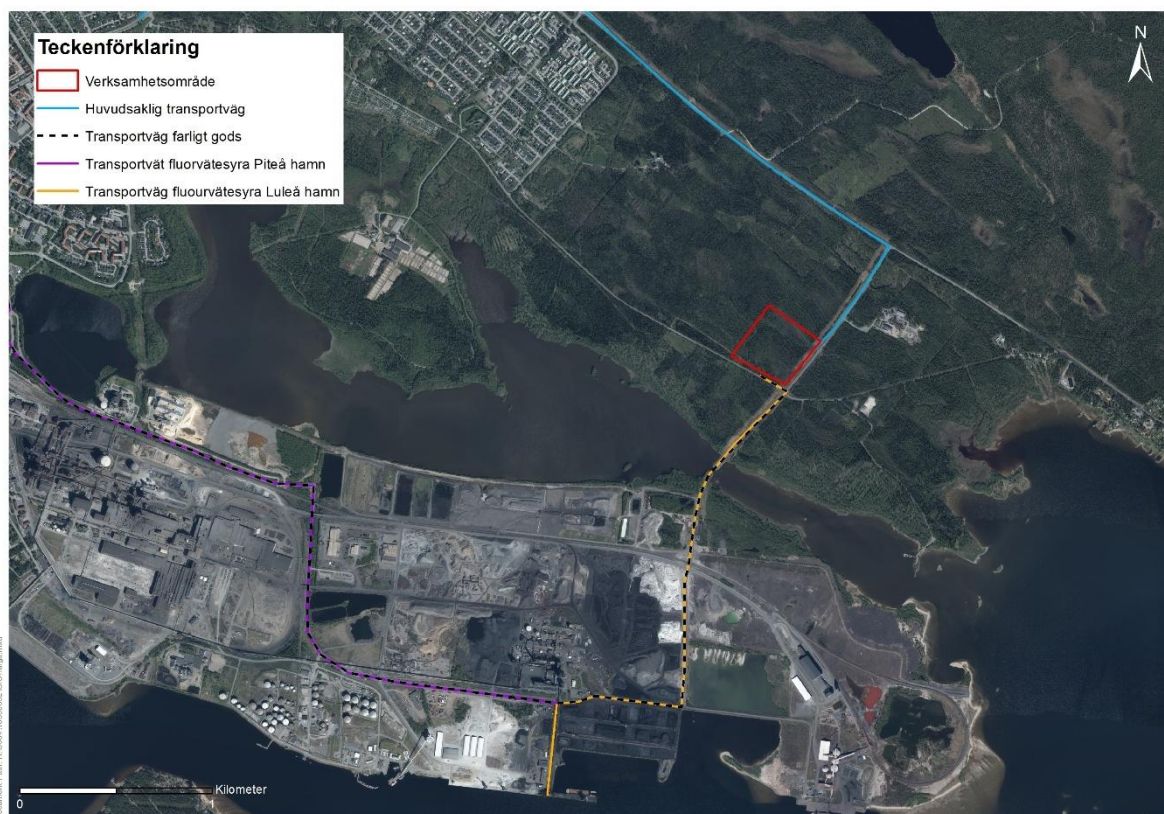 Teckenförklaring
Verksamhetsområde
Huvudsaklig transportväg
Transportväg farligt gods
Transportvät fluorvätesyra Piteå hamn
Transportväg fluourvätesyra Luleå hamn
N
Kilometer
0 1